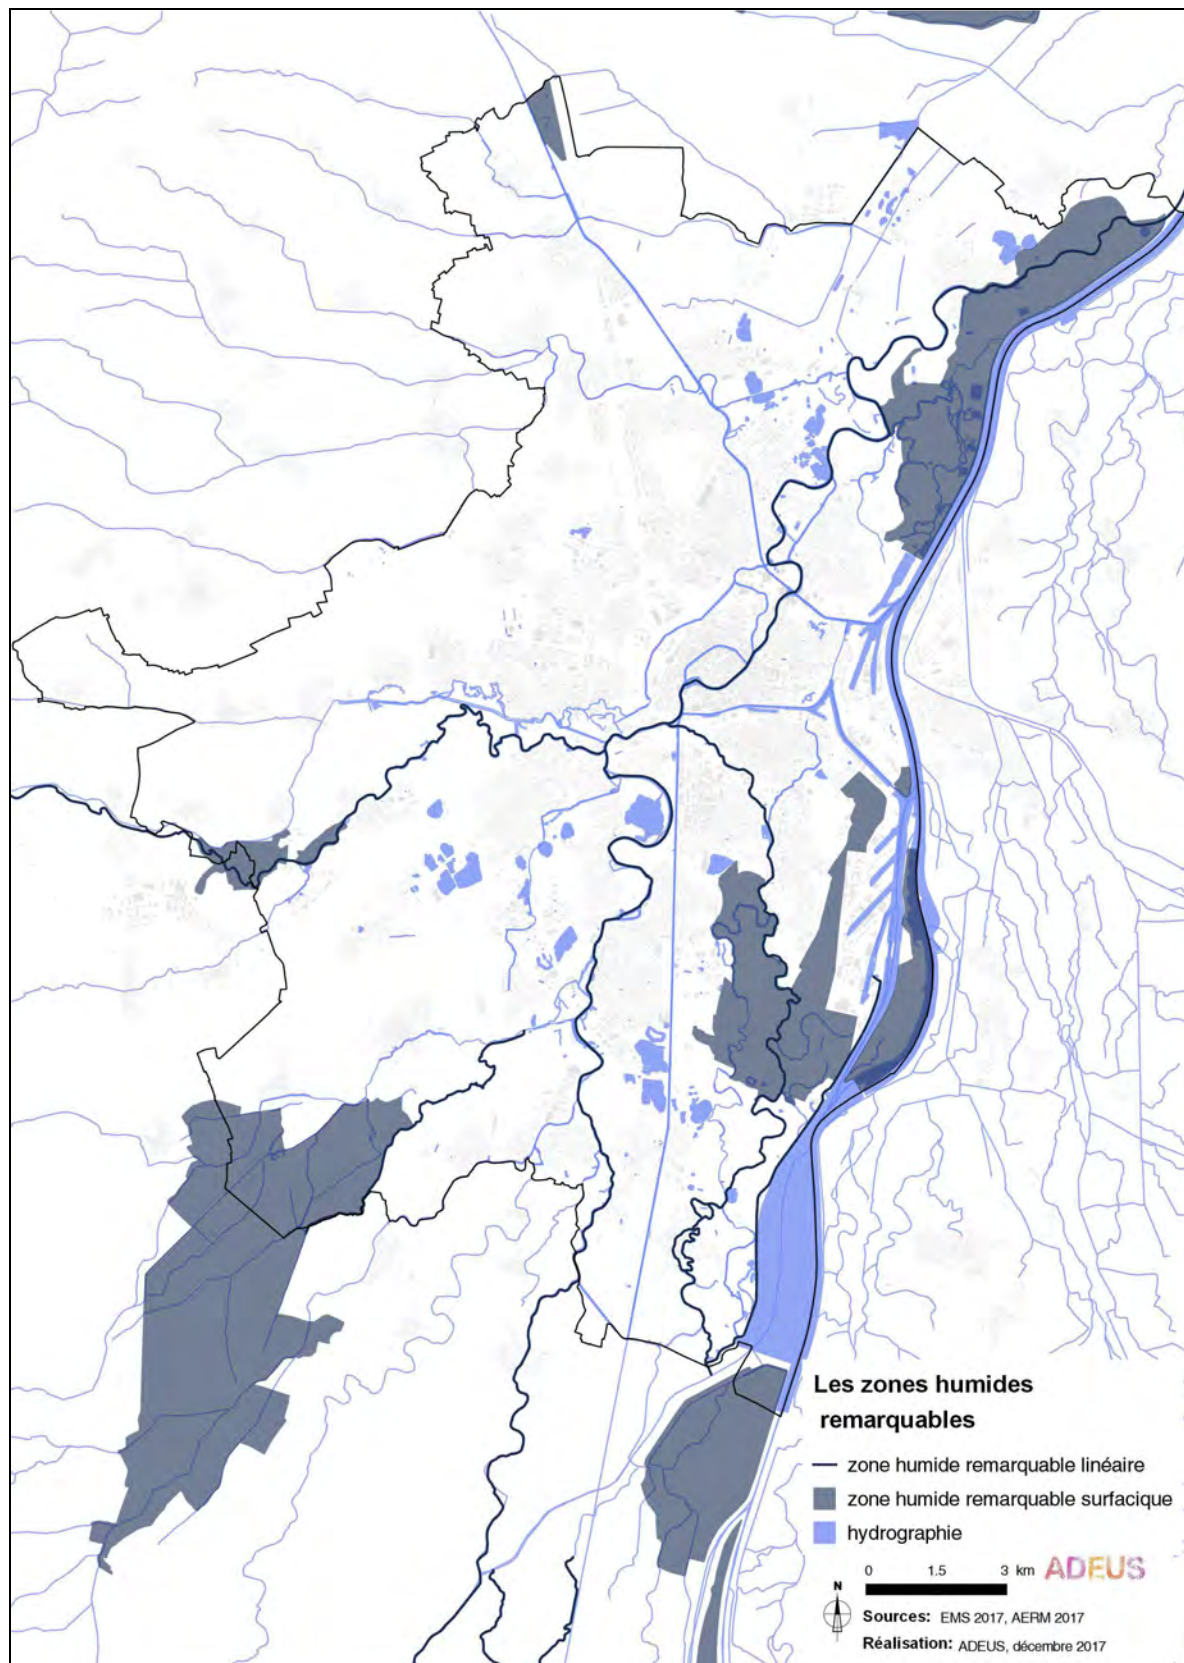 Les zones humides
remarquables
zone humide remarquable linéaire
zone humide remarquable surfacique
hydrographie
0 1.5 3 km ADEUS
N
Sources: EMS 2017, AERM 2017
Réalisation: ADEUS, décembre 2017